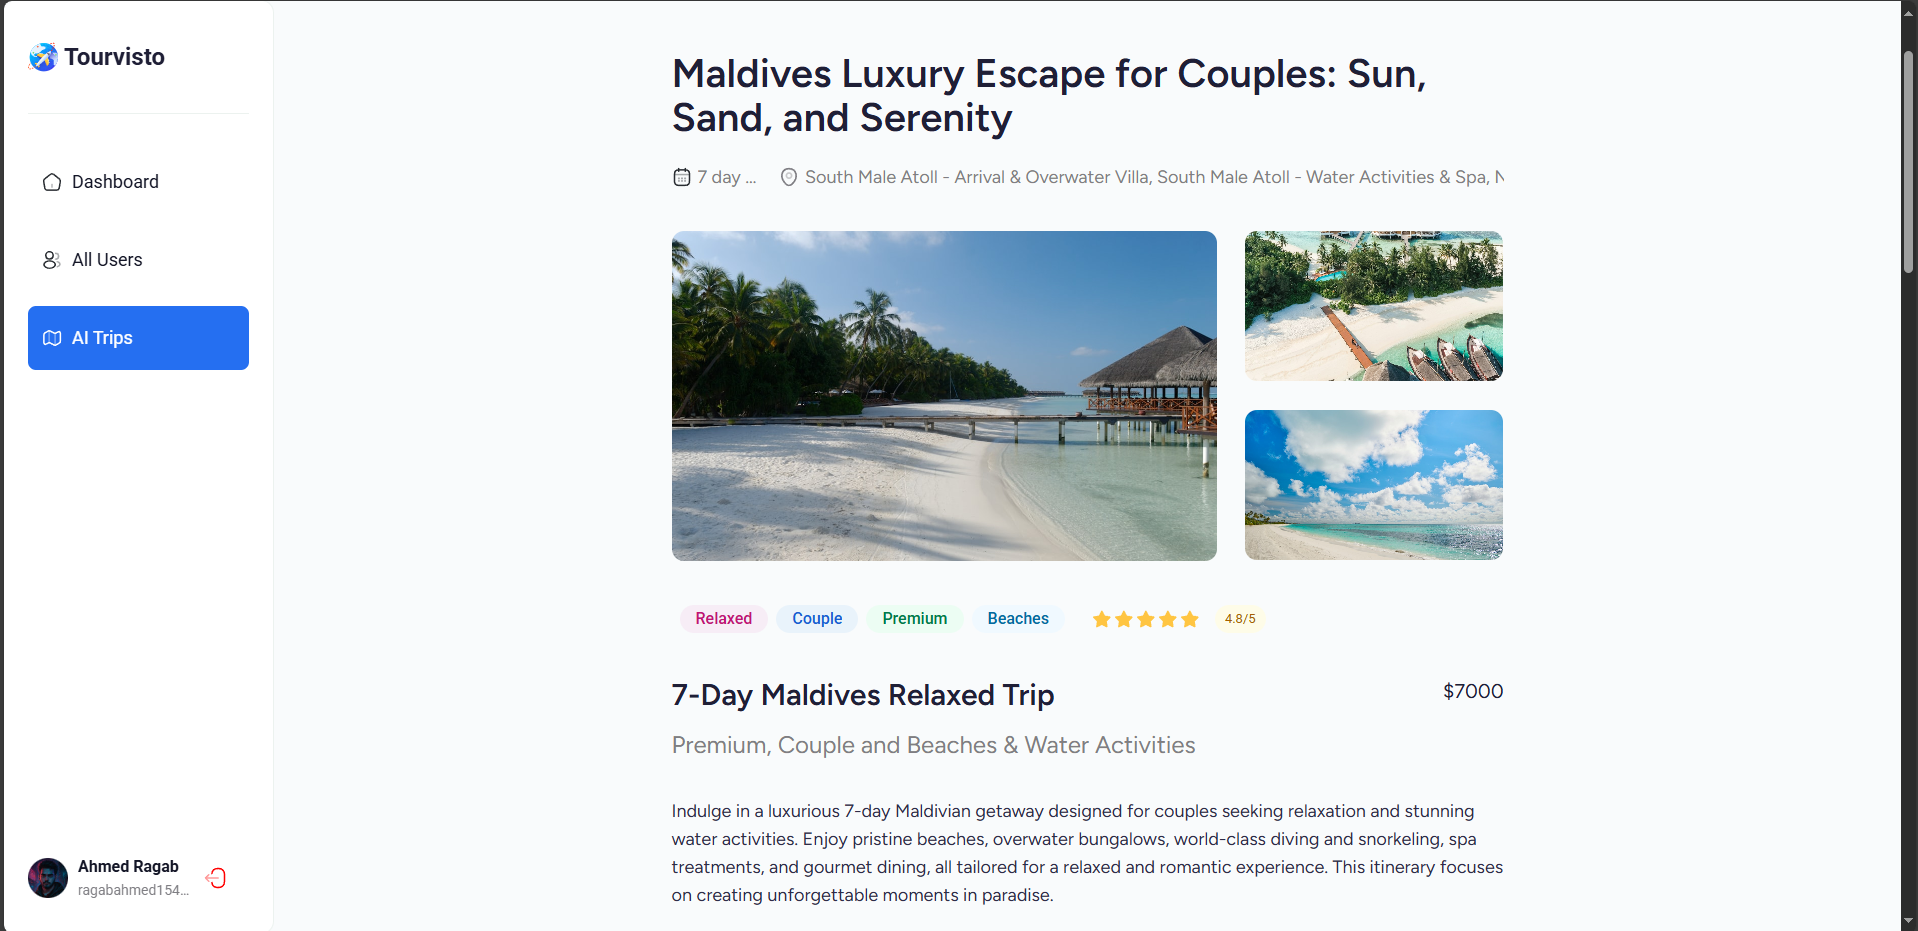 Tourvisto
Dashboard
All Users
AI Trips
Ahmed Ragab
ragabahmed154...
Maldives Luxury Escape for Couples: Sun,
Sand, and Serenity
7 day ...
South Male Atoll - Arrival & Overwater Villa, South Male Atoll - Water Activities & Spa,
Relaxed
Couple
Premium
Beaches
4.8/5
7-Day Maldives Relaxed Trip
$7000
Premium, Couple and Beaches & Water Activities
Indulge in a luxurious 7-day Maldivian getaway designed for couples seeking relaxation and stunning
water activities. Enjoy pristine beaches, overwater bungalows, world-class diving and snorkeling, spa
treatments, and gourmet dining, all tailored for a relaxed and romantic experience. This itinerary focuses
on creating unforgettable moments in paradise.